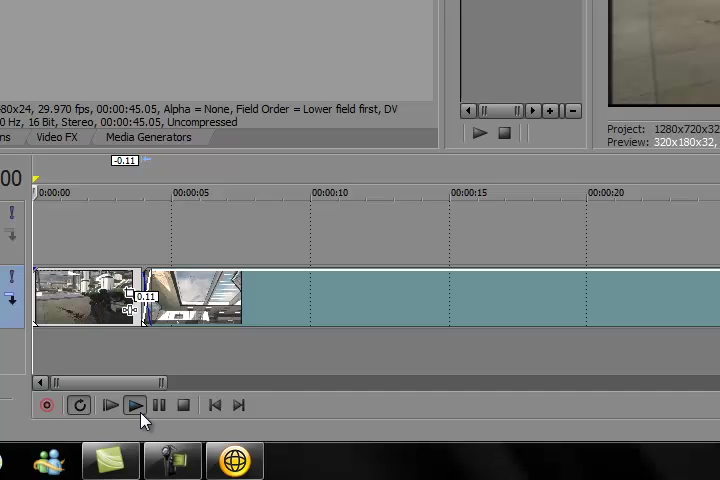 80x24, 29.970 fps, 00:00:45.05, Alpha = None, Field Order = Lower field first, DV
0 Hz, 16 Bit, Stereo, 00:00:45.05, Uncompressed
ns Video FX Media Generators
Project: 1280x720x32
Preview: 320x180x32,
-0.11
00
0:00:00 00:00:05 00:00:10 00:00:15 00:00:20
0.11